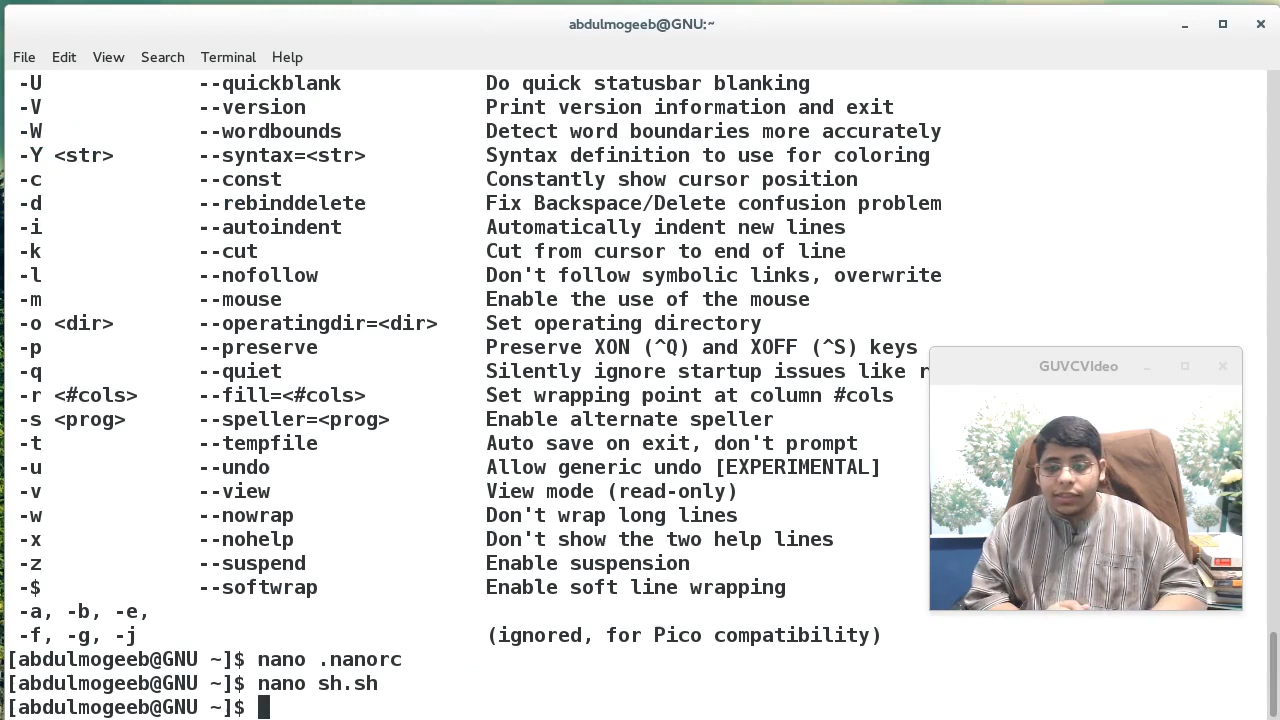 abdulmogeeb@GNU:~
File Edit View Search Terminal Help
-U --quickblank Do quick statusbar blanking
-V --version Print version information and exit
-W --wordbounds Detect word boundaries more accurately
-Y <str> --syntax=<str> Syntax definition to use for coloring
-c --const Constantly show cursor position
-d --rebinddelete Fix Backspace/Delete confusion problem
-i --autoindent Automatically indent new lines
-k --cut Cut from cursor to end of line
-l --nofollow Don't follow symbolic links, overwrite
-m --mouse Enable the use of the mouse
-o <dir> --operatingdir=<dir> Set operating directory
-p --preserve Preserve XON (^Q) and XOFF (^S) keys
-q --quiet Silently ignore startup issues like r
GUVCVIdeo
-r <#cols> --fill=<#cols> Set wrapping point at column #cols
-s <prog> --speller=<prog> Enable alternate speller
-t --tempfile Auto save on exit, don't prompt
-u --undo Allow generic undo [EXPERIMENTAL]
-v --view View mode (read-only)
-w --nowrap Don't wrap long lines
-x --nohelp Don't show the two help lines
-z --suspend Enable suspension
-$ --softwrap Enable soft line wrapping
-a, -b, -e,
-f, -g, -j (ignored, for Pico compatibility)
[abdulmogeeb@GNU ~]$ nano .nanorc
[abdulmogeeb@GNU ~]$ nano sh.sh
[abdulmogeeb@GNU ~]$